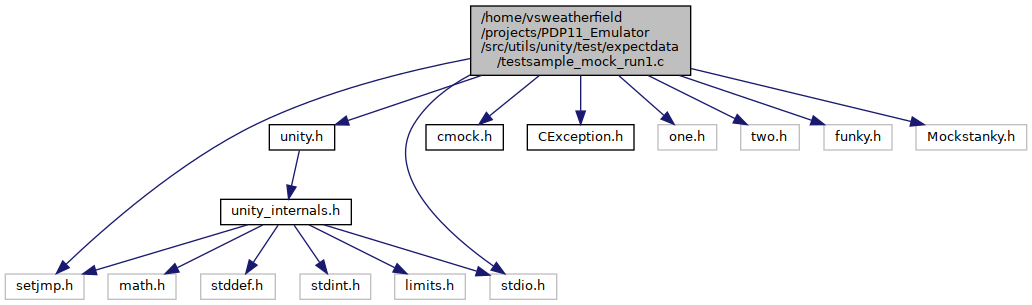 /home/vsweatherfield
/projects/PDP11_Emulator
/src/utils/unity/test/expectdata
/testsample_mock_run1.c
unity.h
cmock.h
CException.h
one.h
two.h
funky.h
Mockstanky.h
unity_internals.h
setjmp.h
math.h
stddef.h
stdint.h
limits.h
stdio.h